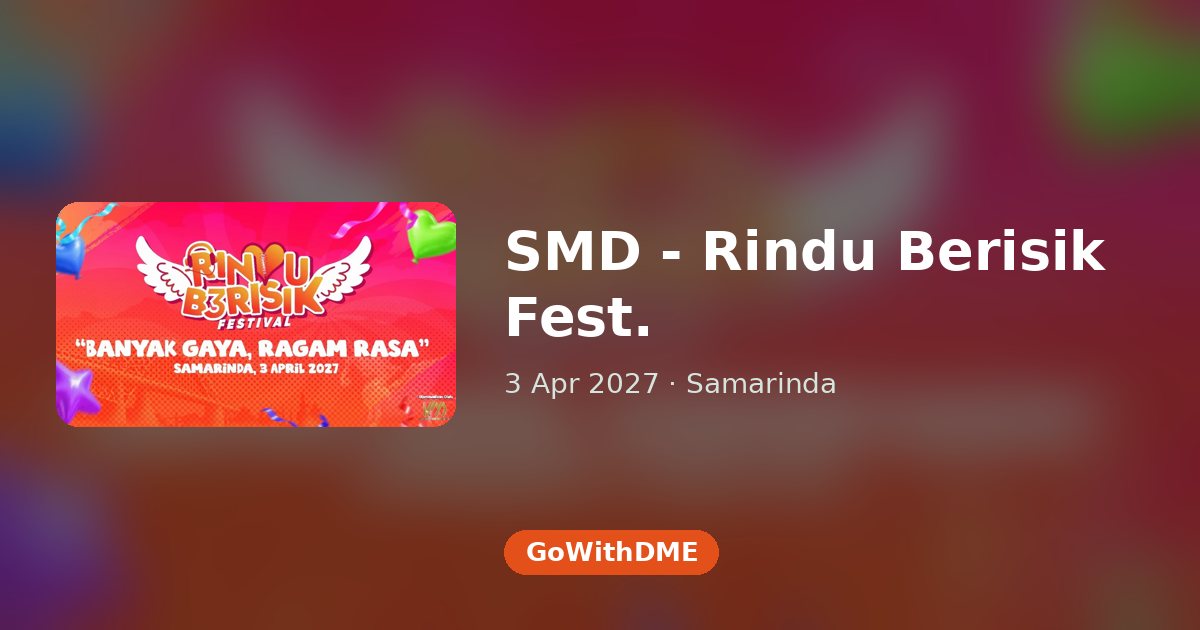 RINDU
B3RISIK
FESTIVAL
“BANYAK GAYA, RAGAM RASA”
SAMARINDA, 3 APRIL 2027
SMD - Rindu Berisik
Fest.
3 Apr 2027 · Samarinda
GoWithDME